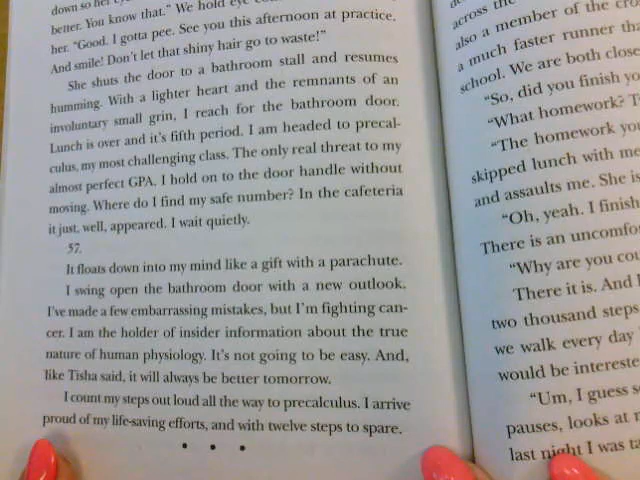 down so her
better. You know that." We hold eye
her. "Good. I gotta pee. See you this afternoon at practice.
And smile! Don't let that shiny hair go to waste!"
She shuts the door to a bathroom stall and resumes
humming. With a lighter heart and the remnants of an
involuntary small grin, I reach for the bathroom door.
Lunch is over and it's fifth period. I am headed to precal-
culus, my most challenging class. The only real threat to my
almost perfect GPA. I hold on to the door handle without
moving. Where do I find my safe number? In the cafeteria
it just, well, appeared. I wait quietly.
57.
It floats down into my mind like a gift with a parachute.
I swing open the bathroom door with a new outlook.
I've made a few embarrassing mistakes, but I'm fighting can-
cer. I am the holder of insider information about the true
nature of human physiology. It's not going to be easy. And,
like Tisha said, it will always be better tomorrow.
I count my steps out loud all the way to precalculus. I arrive
proud of my life-saving efforts, and with twelve steps to spare.
• • •
across the
also a member of the
a much faster runner
school. We are both
"So, did you finish
"What homework?
"The homework
skipped lunch with me
and assaults me. She is
"Oh, yeah. I
There is an
"Why are you
There it is. And
two thousand steps
we walk every day
would be
"Um, I guess
pauses, looks at
last night I was